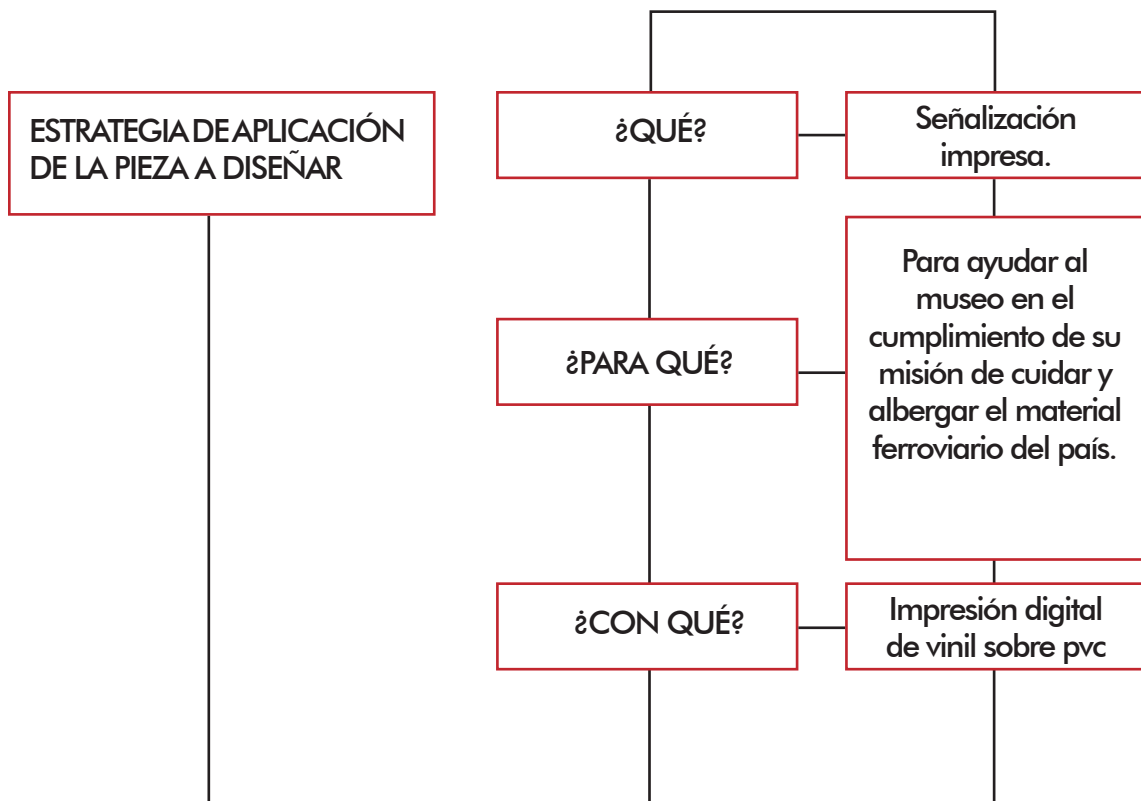 ESTRATEGIA DE APLICACIÓN
DE LA PIEZA A DISEÑAR
¿QUÉ?
Señalización
impresa.
¿PARA QUÉ?
Para ayudar al
museo en el
cumplimiento de su
misión de cuidar y
albergar el material
ferroviario del país.
¿CON QUÉ?
Impresión digital
de vinil sobre pvc